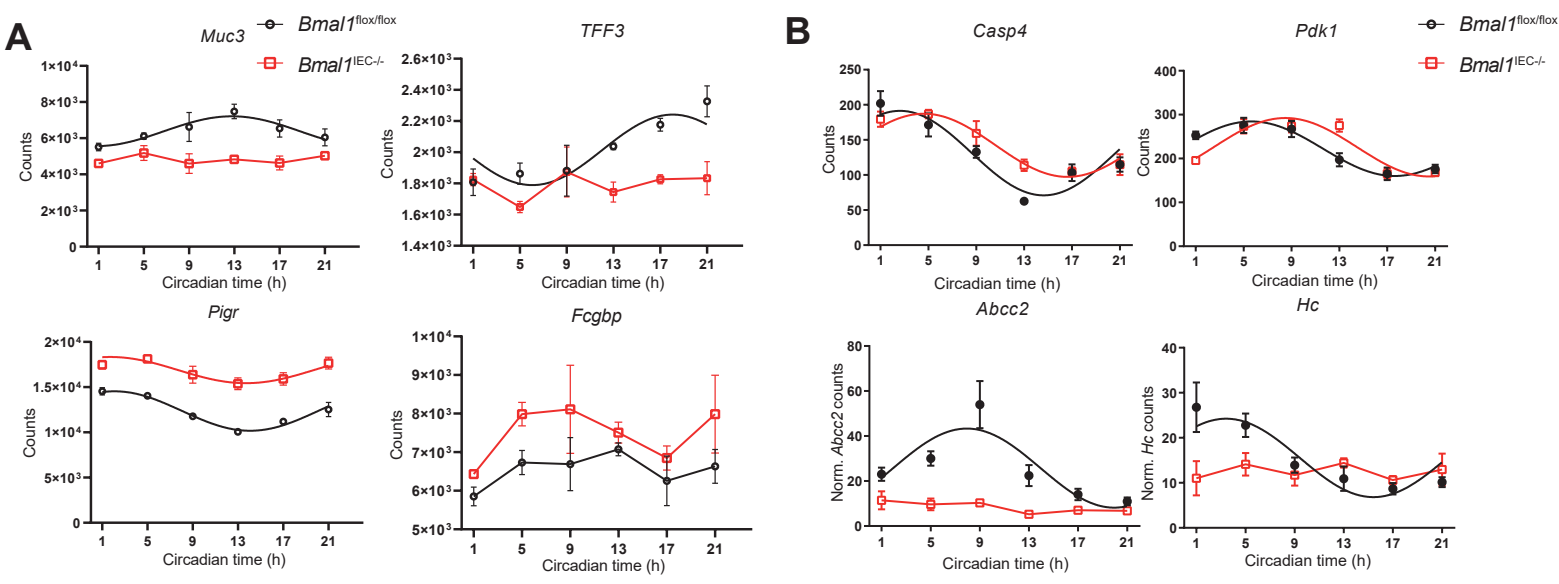 A
Muc3
Bmal1flox/flox
Bmal1IEC-/-
Counts
1×10⁴
8×10³
6×10³
4×10³
2×10³
0
1 5 9 13 17 21
Circadian time (h)
TFF3
Counts
2.6×10³
2.2×10³
2×10³
1.8×10³
1.6×10³
1.4×10³
1 5 9 13 17 21
Circadian time (h)
Pigr
Counts
2×10⁴
1.5×10⁴
1×10⁴
5×10³
0
1 5 9 13 17 21
Circadian time (h)
Fcgbp
Counts
1×10⁴
9×10³
8×10³
7×10³
6×10³
5×10³
1 5 9 13 17 21
Circadian time (h)
B
Casp4
Counts
250
200
150
100
50
0
1 5 9 13 17 21
Circadian time (h)
Pdk1
Bmal1flox/flox
Bmal1IEC-/-
Counts
400
300
200
100
0
1 5 9 13 17 21
Circadian time (h)
Abcc2
Norm. Abcc2 counts
80
60
40
20
0
1 5 9 13 17 21
Circadian time (h)
Hc
Norm. Hc counts
40
30
20
10
0
1 5 9 13 17 21
Circadian time (h)